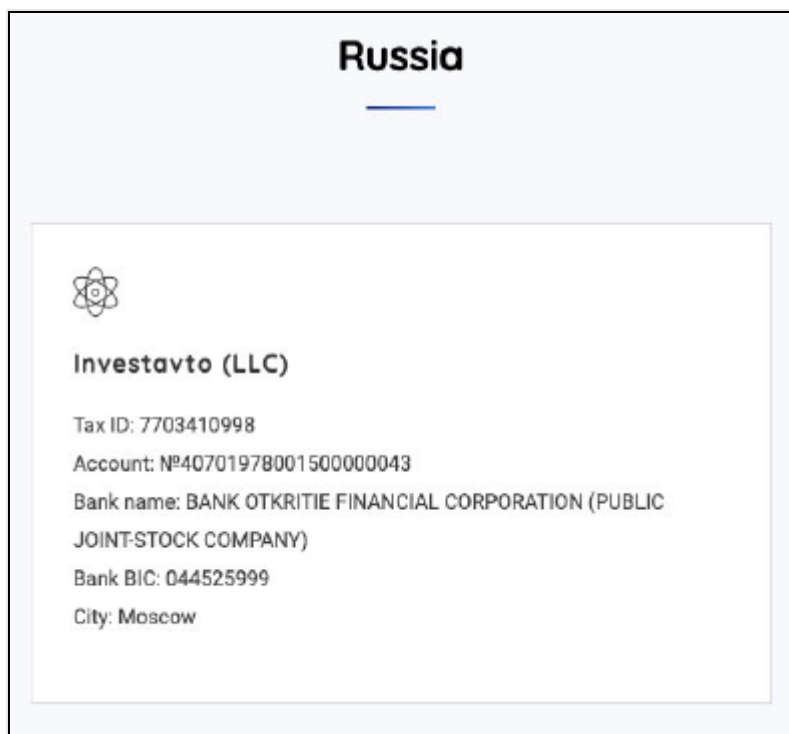 Russia
Investavto (LLC)
Tax ID: 7703410998
Account: №40701978001500000043
Bank name: BANK OTKRITIE FINANCIAL CORPORATION (PUBLIC
JOINT-STOCK COMPANY)
Bank BIC: 044525999
City: Moscow